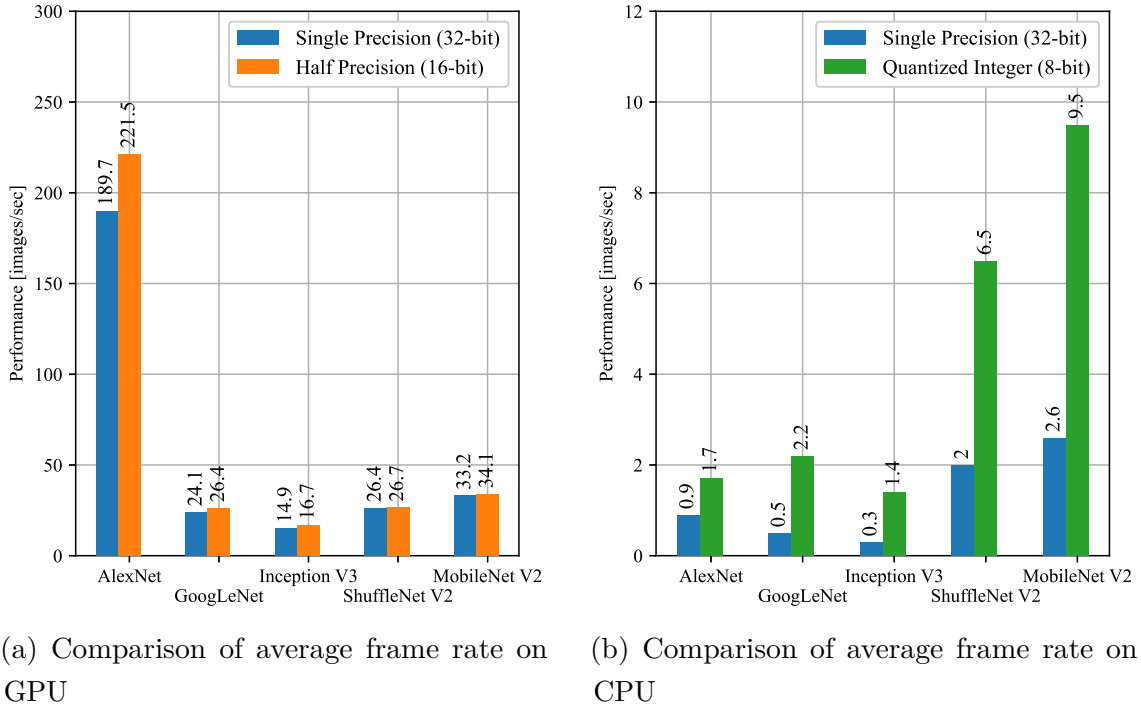 300
250
200
150
100
50
0
Performance [images/sec]
Single Precision (32-bit)
Half Precision (16-bit)
189.7
221.5
24.1
26.4
14.9
16.7
26.4
26.7
33.2
34.1
AlexNet
GoogLeNet
Inception V3
ShuffleNet V2
MobileNet V2
(a) Comparison of average frame rate on
GPU
12
10
8
6
4
2
0
Performance [images/sec]
Single Precision (32-bit)
Quantized Integer (8-bit)
0.9
1.7
0.5
2.2
0.3
1.4
2
6.5
2.6
9.5
AlexNet
GoogLeNet
Inception V3
ShuffleNet V2
MobileNet V2
(b) Comparison of average frame rate on
CPU